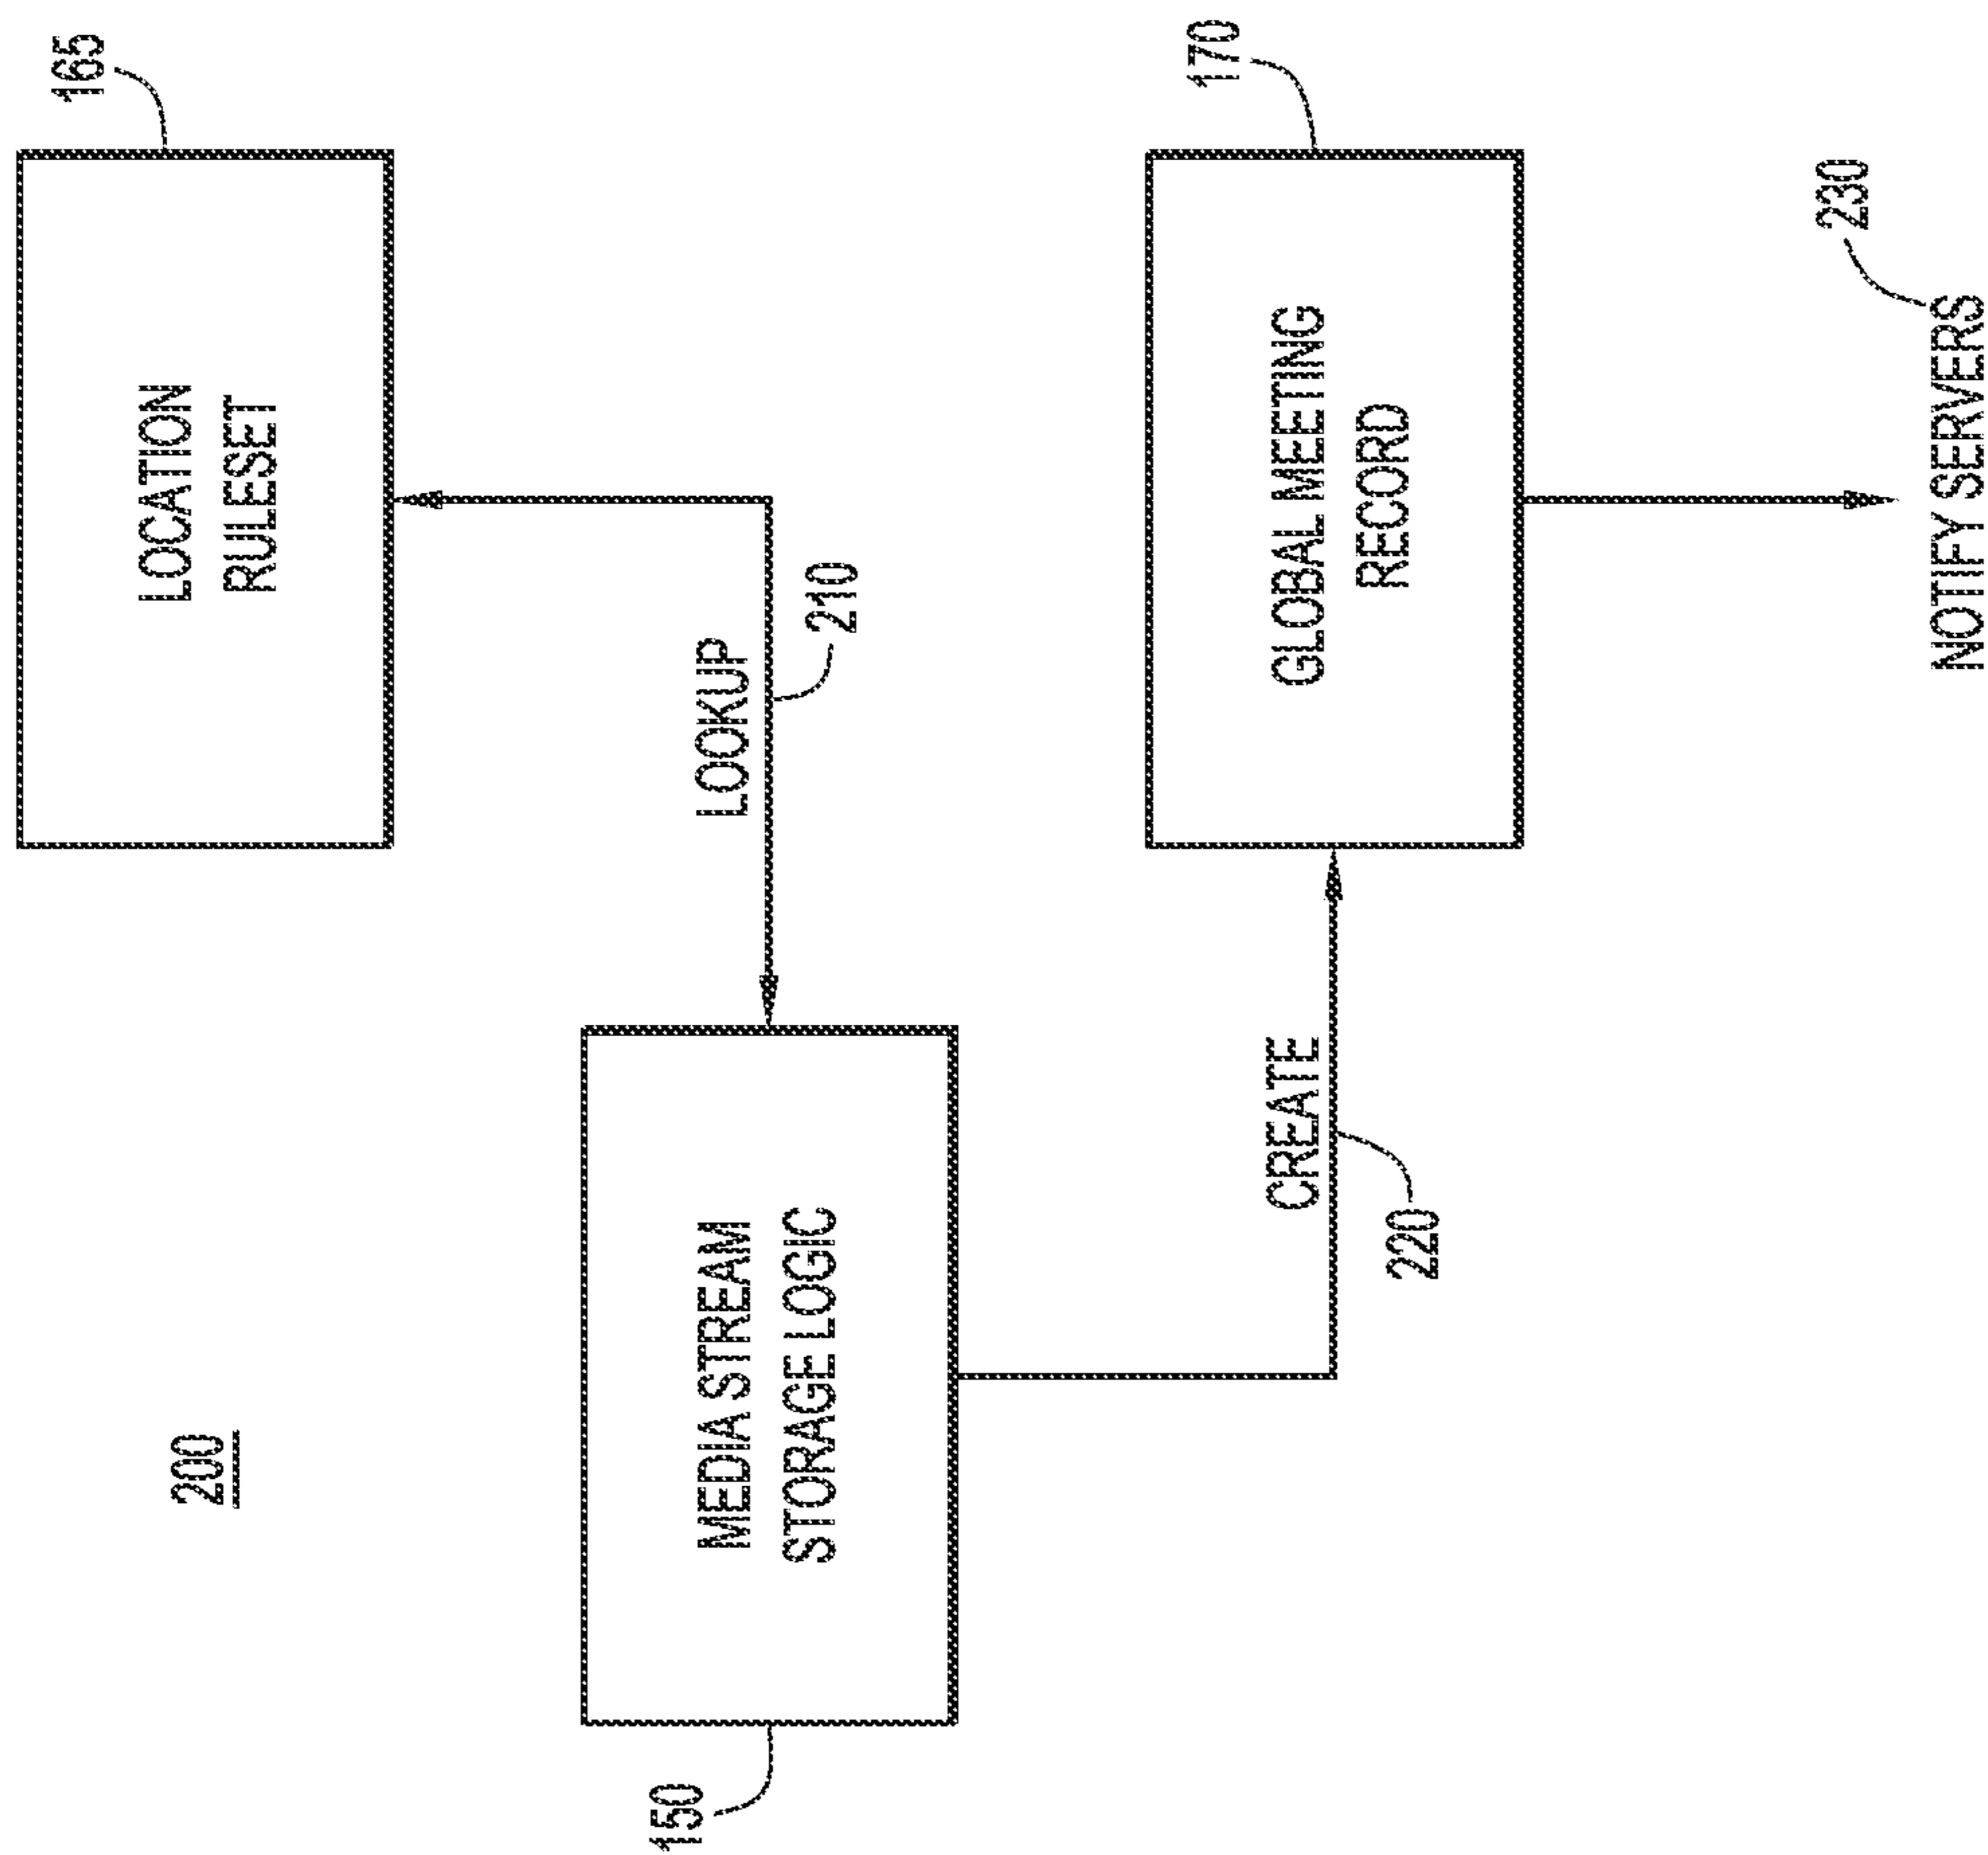 200
165
LOCATION
RULESET
LOOKUP
210
150
MEDIA STREAM
STORAGE LOGIC
CREATE
220
170
GLOBAL MEETING
RECORD
230
NOTIFY SERVERS